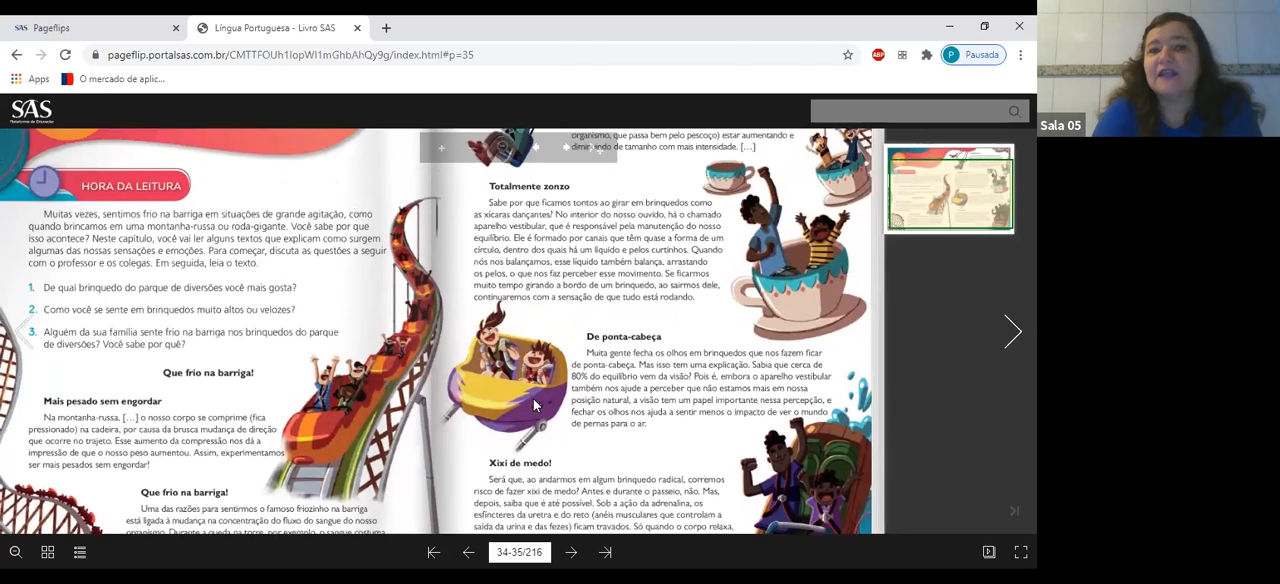 SAS Pageflips
Língua Portuguesa - Livro SAS
pageflip.portalsas.com.br/CMTTFOUh1lopWI1mGhbAhQy9g/index.html#p=35
ABP
P Pausada
Apps
O mercado de aplic...
SAS
Plataforma de Educação
Sala 05
HORA DA LEITURA
Muitas vezes, sentimos frio na barriga em situações de grande agitação, como
quando brincamos em uma montanha-russa ou roda-gigante. Você sabe por que
isso acontece? Neste capítulo, você vai ler alguns textos que explicam como surgem
algumas das nossas sensações e emoções. Para começar, discuta as questões a seguir
com o professor e os colegas. Em seguida, leia o texto.
1. De qual brinquedo do parque de diversões você mais gosta?
2. Como você se sente em brinquedos muito altos ou velozes?
3. Alguém da sua família sente frio na barriga nos brinquedos do parque
de diversões? Você sabe por quê?
Que frio na barriga!
Mais pesado sem engordar
Na montanha-russa, [...] o nosso corpo se comprime (fica
pressionado) na cadeira, por causa da brusca mudança de direção
que ocorre no trajeto. Esse aumento da compressão nos dá a
impressão de que o nosso peso aumentou. Assim, experimentamos
ser mais pesados sem engordar!
Que frio na barriga!
Uma das razões para sentirmos o famoso friozinho na barriga
está ligada à mudança na concentração do fluxo do sangue do nosso
organismo. Durante a queda na torre, por exemplo, o sangue costuma
organismo, que passa bem pelo pescoço) estar aumentando e
diminuindo de tamanho com mais intensidade. [...]
Totalmente zonzo
Sabe por que ficamos tontos ao girar em brinquedos como
as xícaras dançantes? No interior do nosso ouvido, há o chamado
aparelho vestibular, que é responsável pela manutenção do nosso
equilíbrio. Ele é formado por canais que têm quase a forma de um
círculo, dentro dos quais há um líquido e pelos curtinhos. Quando
nós nos balançamos, esse líquido também balança, arrastando
os pelos, o que nos faz perceber esse movimento. Se ficarmos
muito tempo girando a bordo de um brinquedo, ao sairmos dele,
continuaremos com a sensação de que tudo está rodando.
De ponta-cabeça
Muita gente fecha os olhos em brinquedos que nos fazem ficar
de ponta-cabeça. Mas isso tem uma explicação. Sabia que cerca de
80% do equilíbrio vem da visão? Pois é, embora o aparelho vestibular
também nos ajude a perceber que não estamos mais em nossa
posição natural, a visão tem um papel importante nessa percepção, e
fechar os olhos nos ajuda a sentir menos o impacto de ver o mundo
de pernas para o ar.
Xixi de medo!
Será que, ao andarmos em algum brinquedo radical, corremos
risco de fazer xixi de medo? Antes e durante o passeio, não. Mas,
depois, saiba que é até possível. Sob a ação da adrenalina, os
esfíncteres da uretra e do reto (anéis musculares que controlam a
saída da urina e das fezes) ficam travados. Só quando o corpo relaxa,
34-35/216